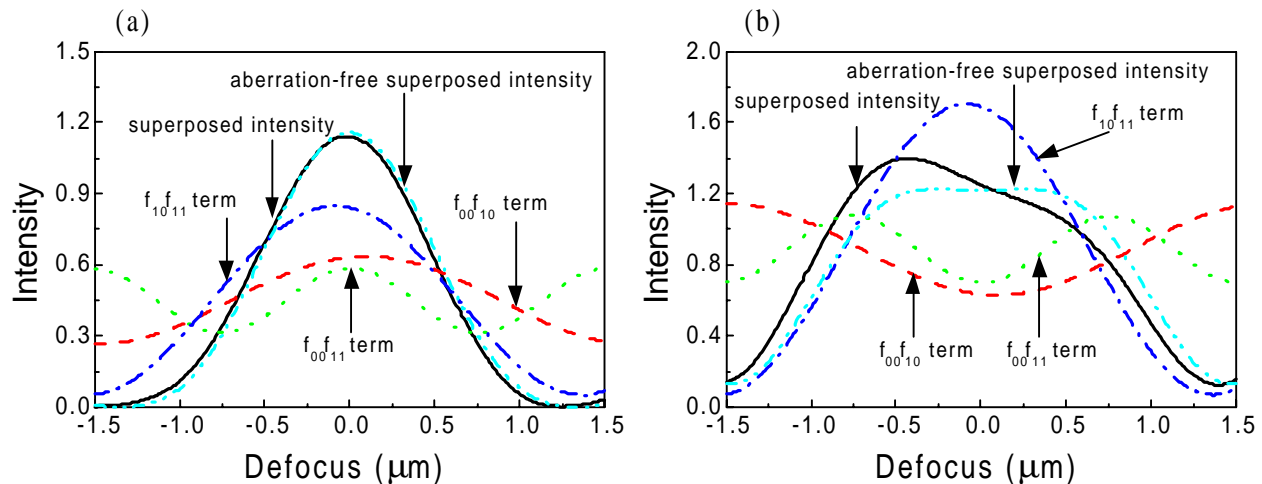 (a)
1.5
1.2
0.9
0.6
0.3
0.0
Intensity
aberration-free superposed intensity
superposed intensity
f10f11 term
f00f10 term
f00f11 term
-1.5 -1.0 -0.5 0.0 0.5 1.0 1.5
Defocus (μm)
(b)
2.0
1.6
1.2
0.8
0.4
0.0
Intensity
aberration-free superposed intensity
superposed intensity
f10f11 term
f00f10 term
f00f11 term
-1.5 -1.0 -0.5 0.0 0.5 1.0 1.5
Defocus (μm)